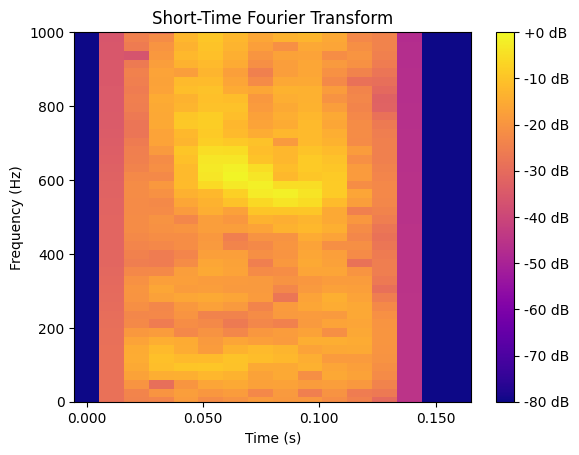 Short-Time Fourier Transform
Frequency (Hz)
1000
800
600
400
200
0
0.000
0.050
0.100
0.150
Time (s)
+0 dB
-10 dB
-20 dB
-30 dB
-40 dB
-50 dB
-60 dB
-70 dB
-80 dB